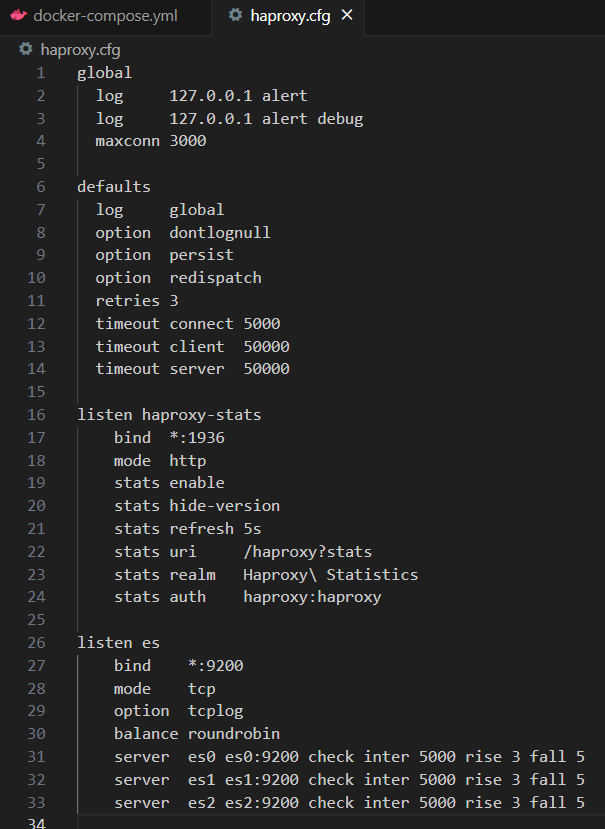 docker-compose.yml haproxy.cfg
haproxy.cfg
1 global
2 log 127.0.0.1 alert
3 log 127.0.0.1 alert debug
4 maxconn 3000
5
6 defaults
7 log global
8 option dontlognull
9 option persist
10 option redispatch
11 retries 3
12 timeout connect 5000
13 timeout client 50000
14 timeout server 50000
15
16 listen haproxy-stats
17 bind *:1936
18 mode http
19 stats enable
20 stats hide-version
21 stats refresh 5s
22 stats uri /haproxy?stats
23 stats realm Haproxy\ Statistics
24 stats auth haproxy:haproxy
25
26 listen es
27 bind *:9200
28 mode tcp
29 option tcplog
30 balance roundrobin
31 server es0 es0:9200 check inter 5000 rise 3 fall 5
32 server es1 es1:9200 check inter 5000 rise 3 fall 5
33 server es2 es2:9200 check inter 5000 rise 3 fall 5
34